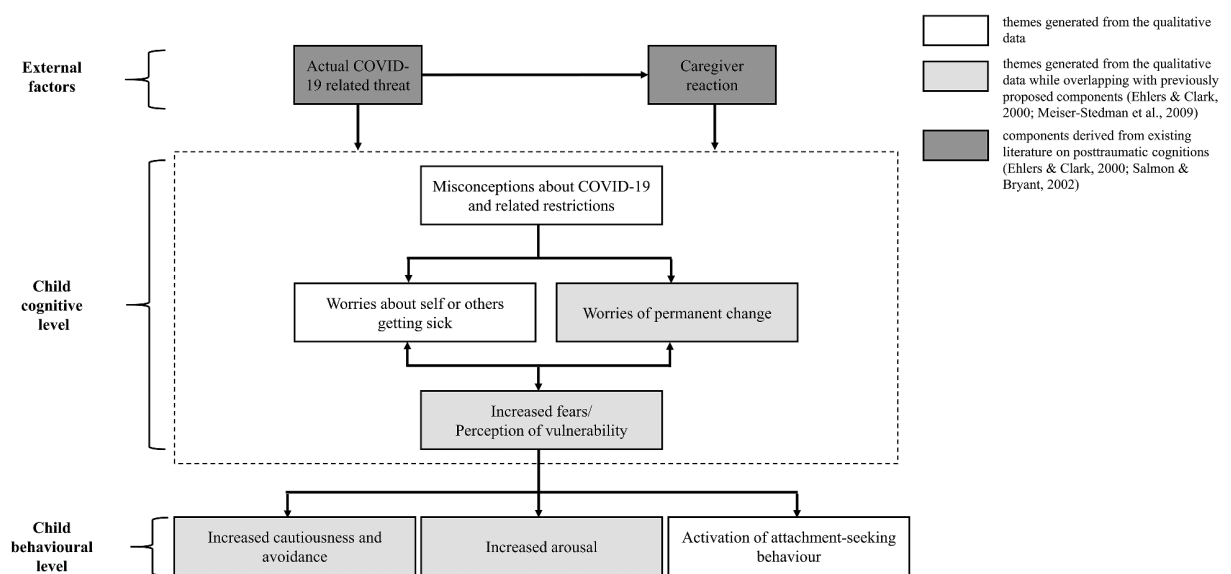 External
factors
Actual COVID-
19 related threat
Caregiver
reaction
themes generated from the qualitative
data
themes generated from the qualitative
data while overlapping with previously
proposed components (Ehlers & Clark,
2000; Meiser-Stedman et al., 2009)
components derived from existing
literature on posttraumatic cognitions
(Ehlers & Clark, 2000; Salmon &
Bryant, 2002)
Child
cognitive
level
Misconceptions about COVID-19
and related restrictions
Worries about self or others
getting sick
Worries of permanent change
Increased fears/
Perception of vulnerability
Child
behavioural
level
Increased cautiousness and
avoidance
Increased arousal
Activation of attachment-seeking
behaviour